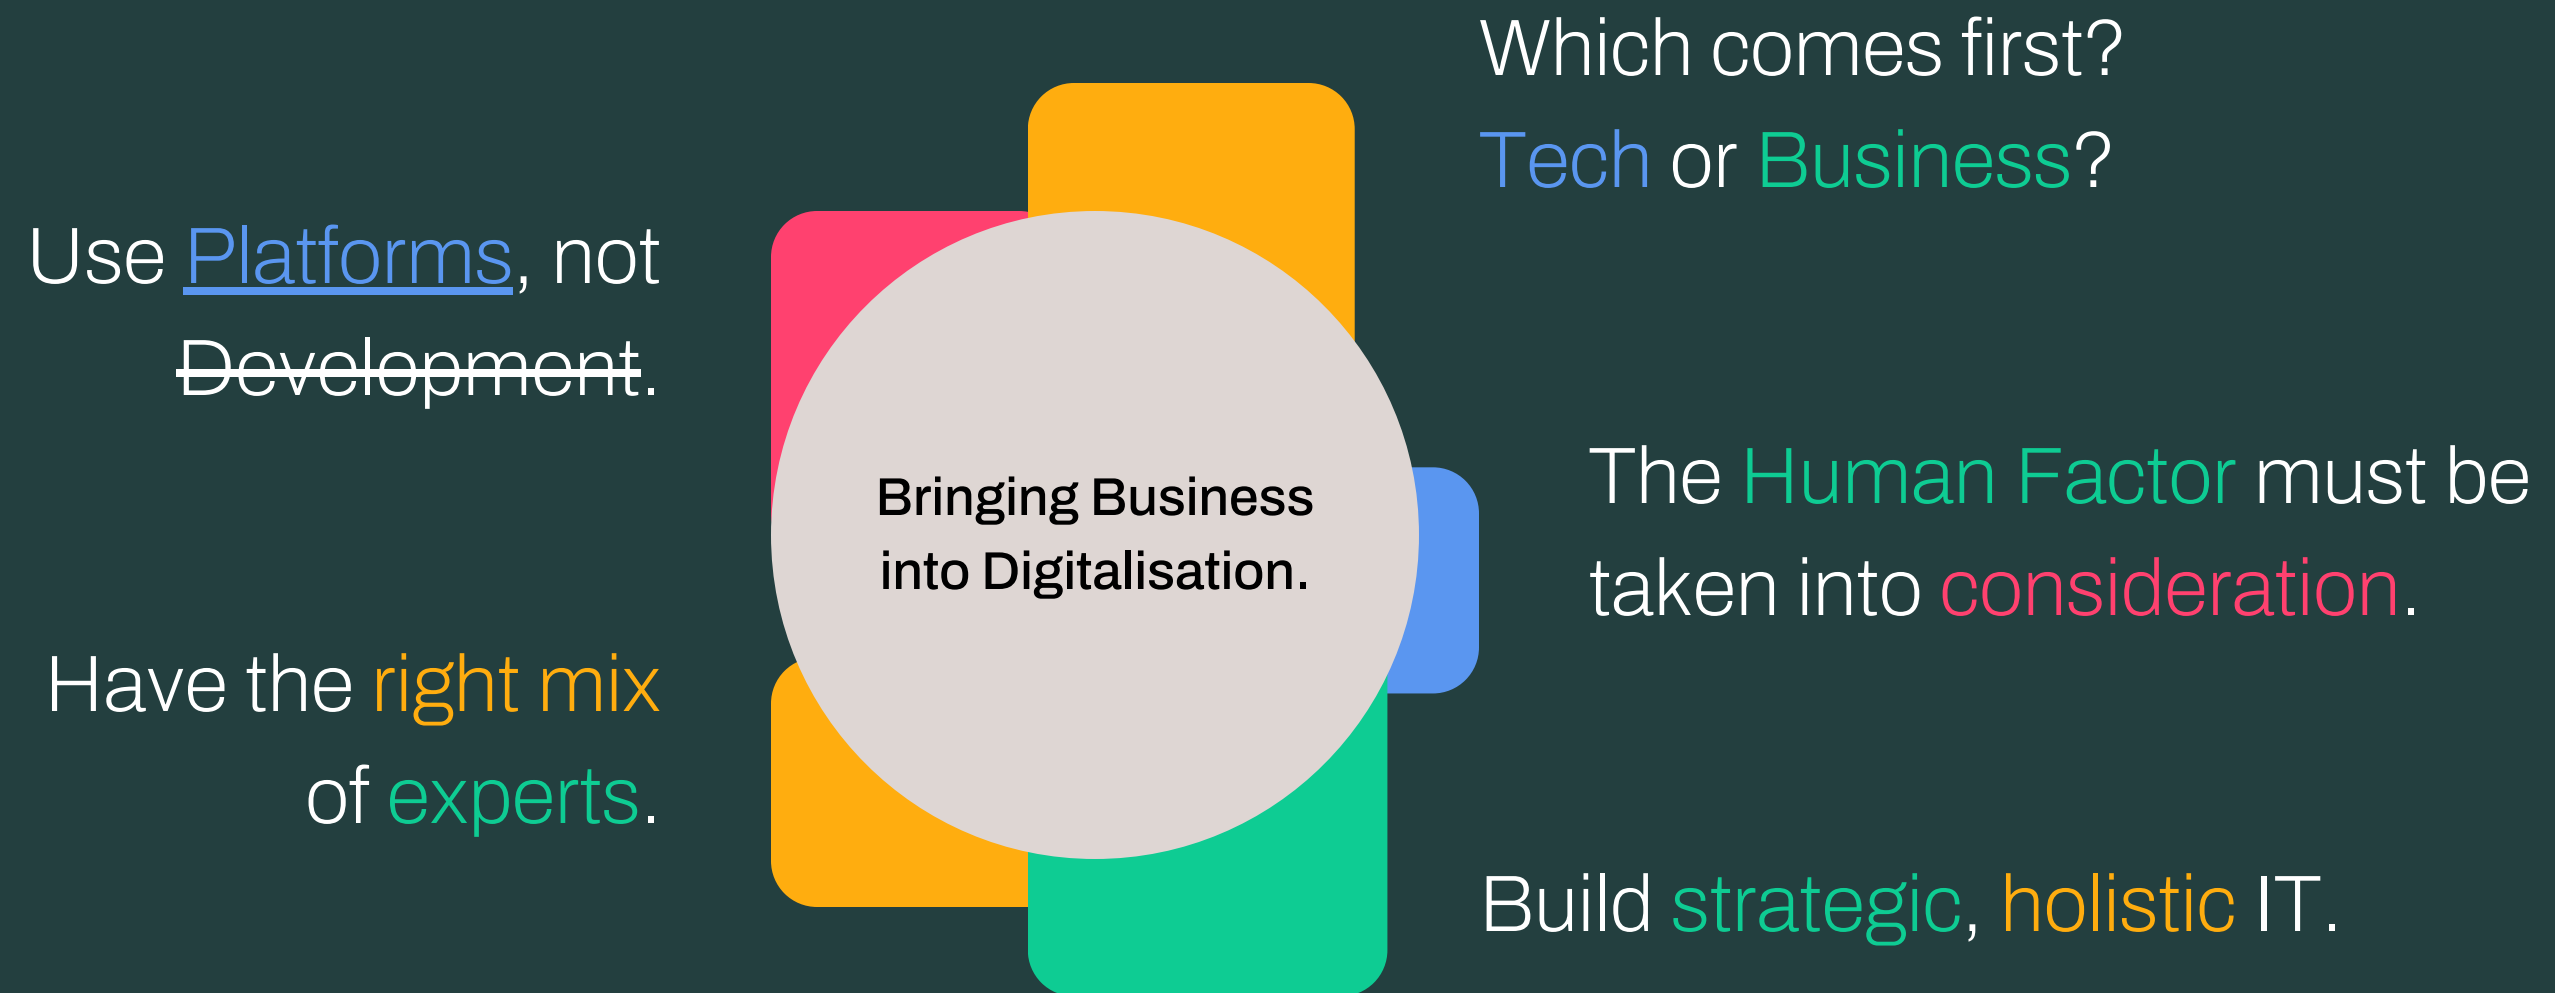 Which comes first?
Tech or Business?
Use Platforms, not
Development.
Bringing Business
into Digitalisation.
The Human Factor must be
taken into consideration.
Have the right mix
of experts.
Build strategic, holistic IT.